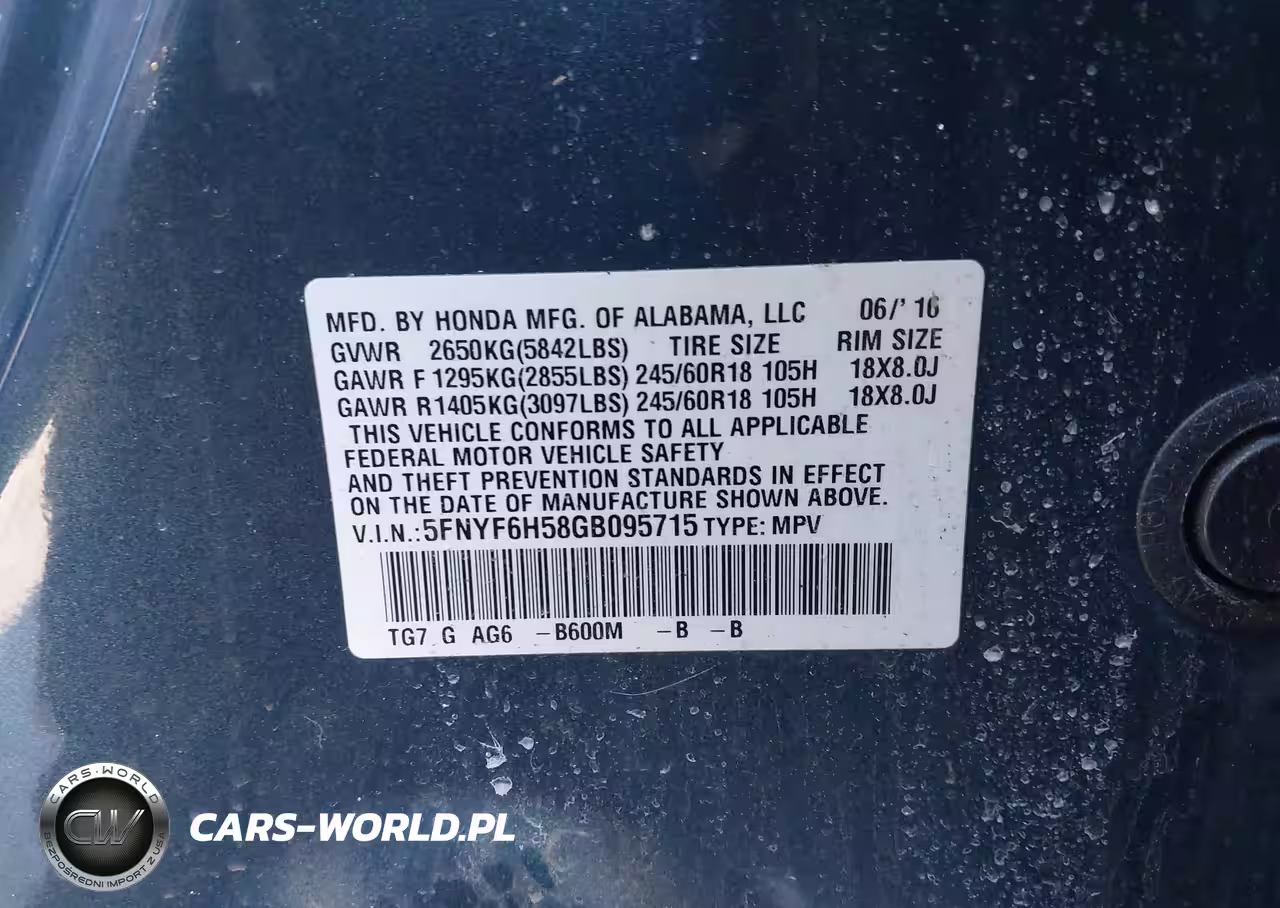 MFD. BY HONDA MFG. OF ALABAMA, LLC 06/' 16
GVWR 2650KG(5842LBS) TIRE SIZE RIM SIZE
GAWR F 1295KG(2855LBS) 245/60R18 105H 18X8.0J
GAWR R1405KG(3097LBS) 245/60R18 105H 18X8.0J
THIS VEHICLE CONFORMS TO ALL APPLICABLE
FEDERAL MOTOR VEHICLE SAFETY
AND THEFT PREVENTION STANDARDS IN EFFECT
ON THE DATE OF MANUFACTURE SHOWN ABOVE.
V.I.N.:5FNYF6H58GB095715 TYPE: MPV
TG7 G AG6 -B600M -B -B
CARS-WORLD
CW
BEZPOŚREDNI IMPORT Z USA
CARS-WORLD.PL